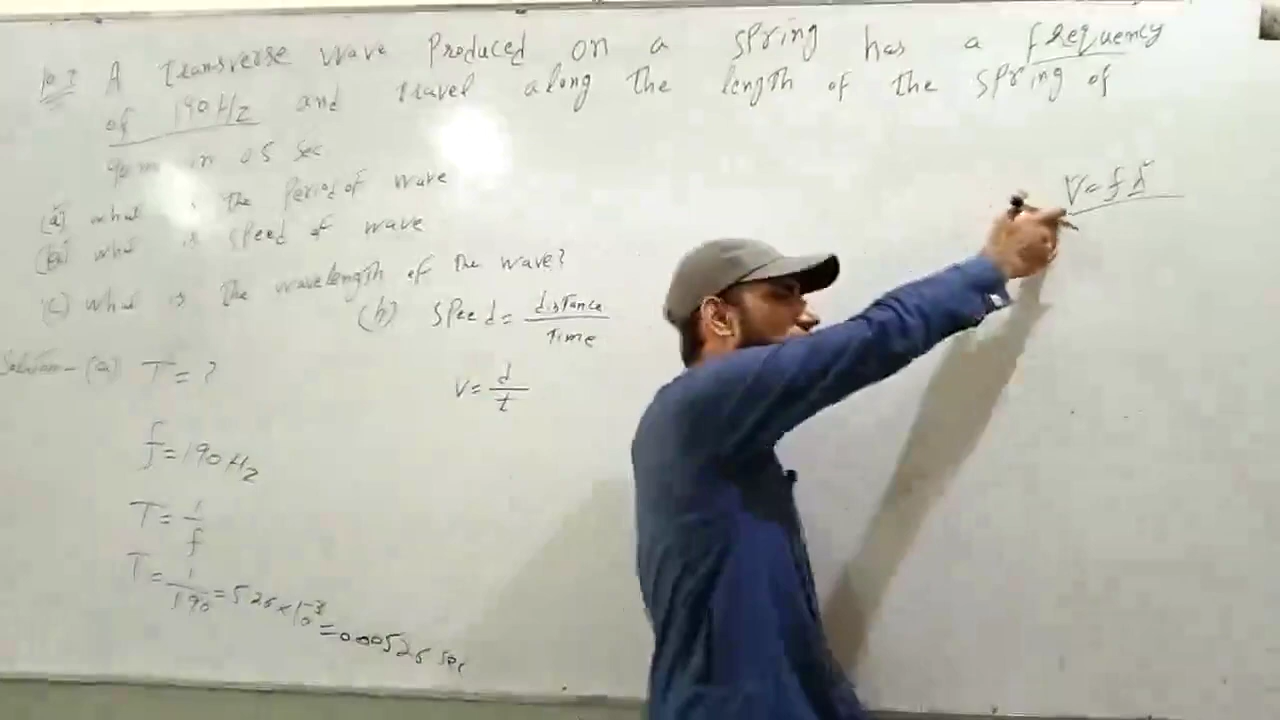 10.7 A Transverse wave Produced on a spring has a frequency
of 190 Hz and travel along the length of the spring of
90 m in 0.5 sec
(a) what is the Period of wave
(b) what is speed of wave
(c) What is the wavelength of the wave?
V = f λ
(b) speed = distance / Time
V = d / t
Solution - (a) T = ?
f = 190 Hz
T = 1 / f
T = 1 / 190 = 5.26 × 10⁻³ = 0.00526 sec